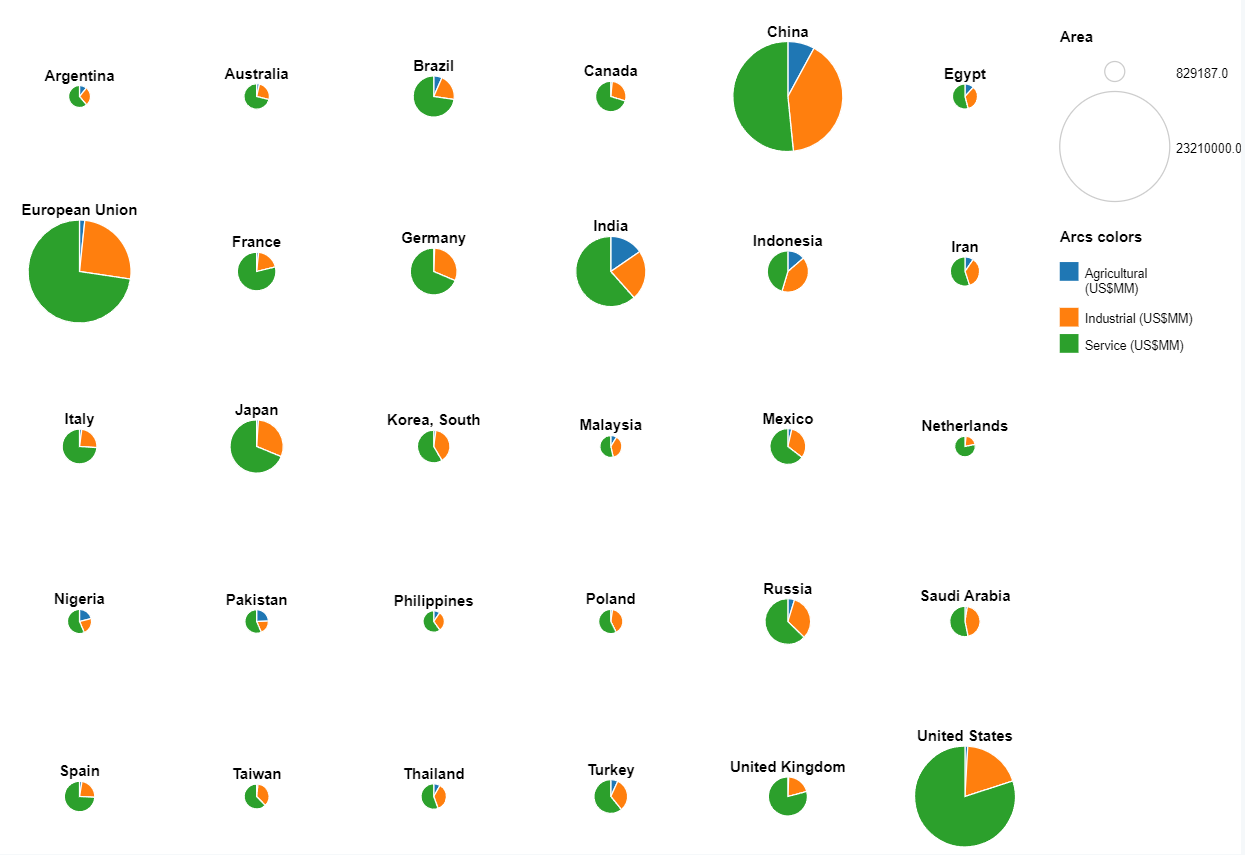 China
Area
Argentina
Australia
Brazil
Canada
Egypt
829187.0
23210000.0
European Union
France
Germany
India
Indonesia
Iran
Arcs colors
Agricultural
(US$MM)
Industrial (US$MM)
Service (US$MM)
Italy
Japan
Korea, South
Malaysia
Mexico
Netherlands
Nigeria
Pakistan
Philippines
Poland
Russia
Saudi Arabia
Spain
Taiwan
Thailand
Turkey
United Kingdom
United States